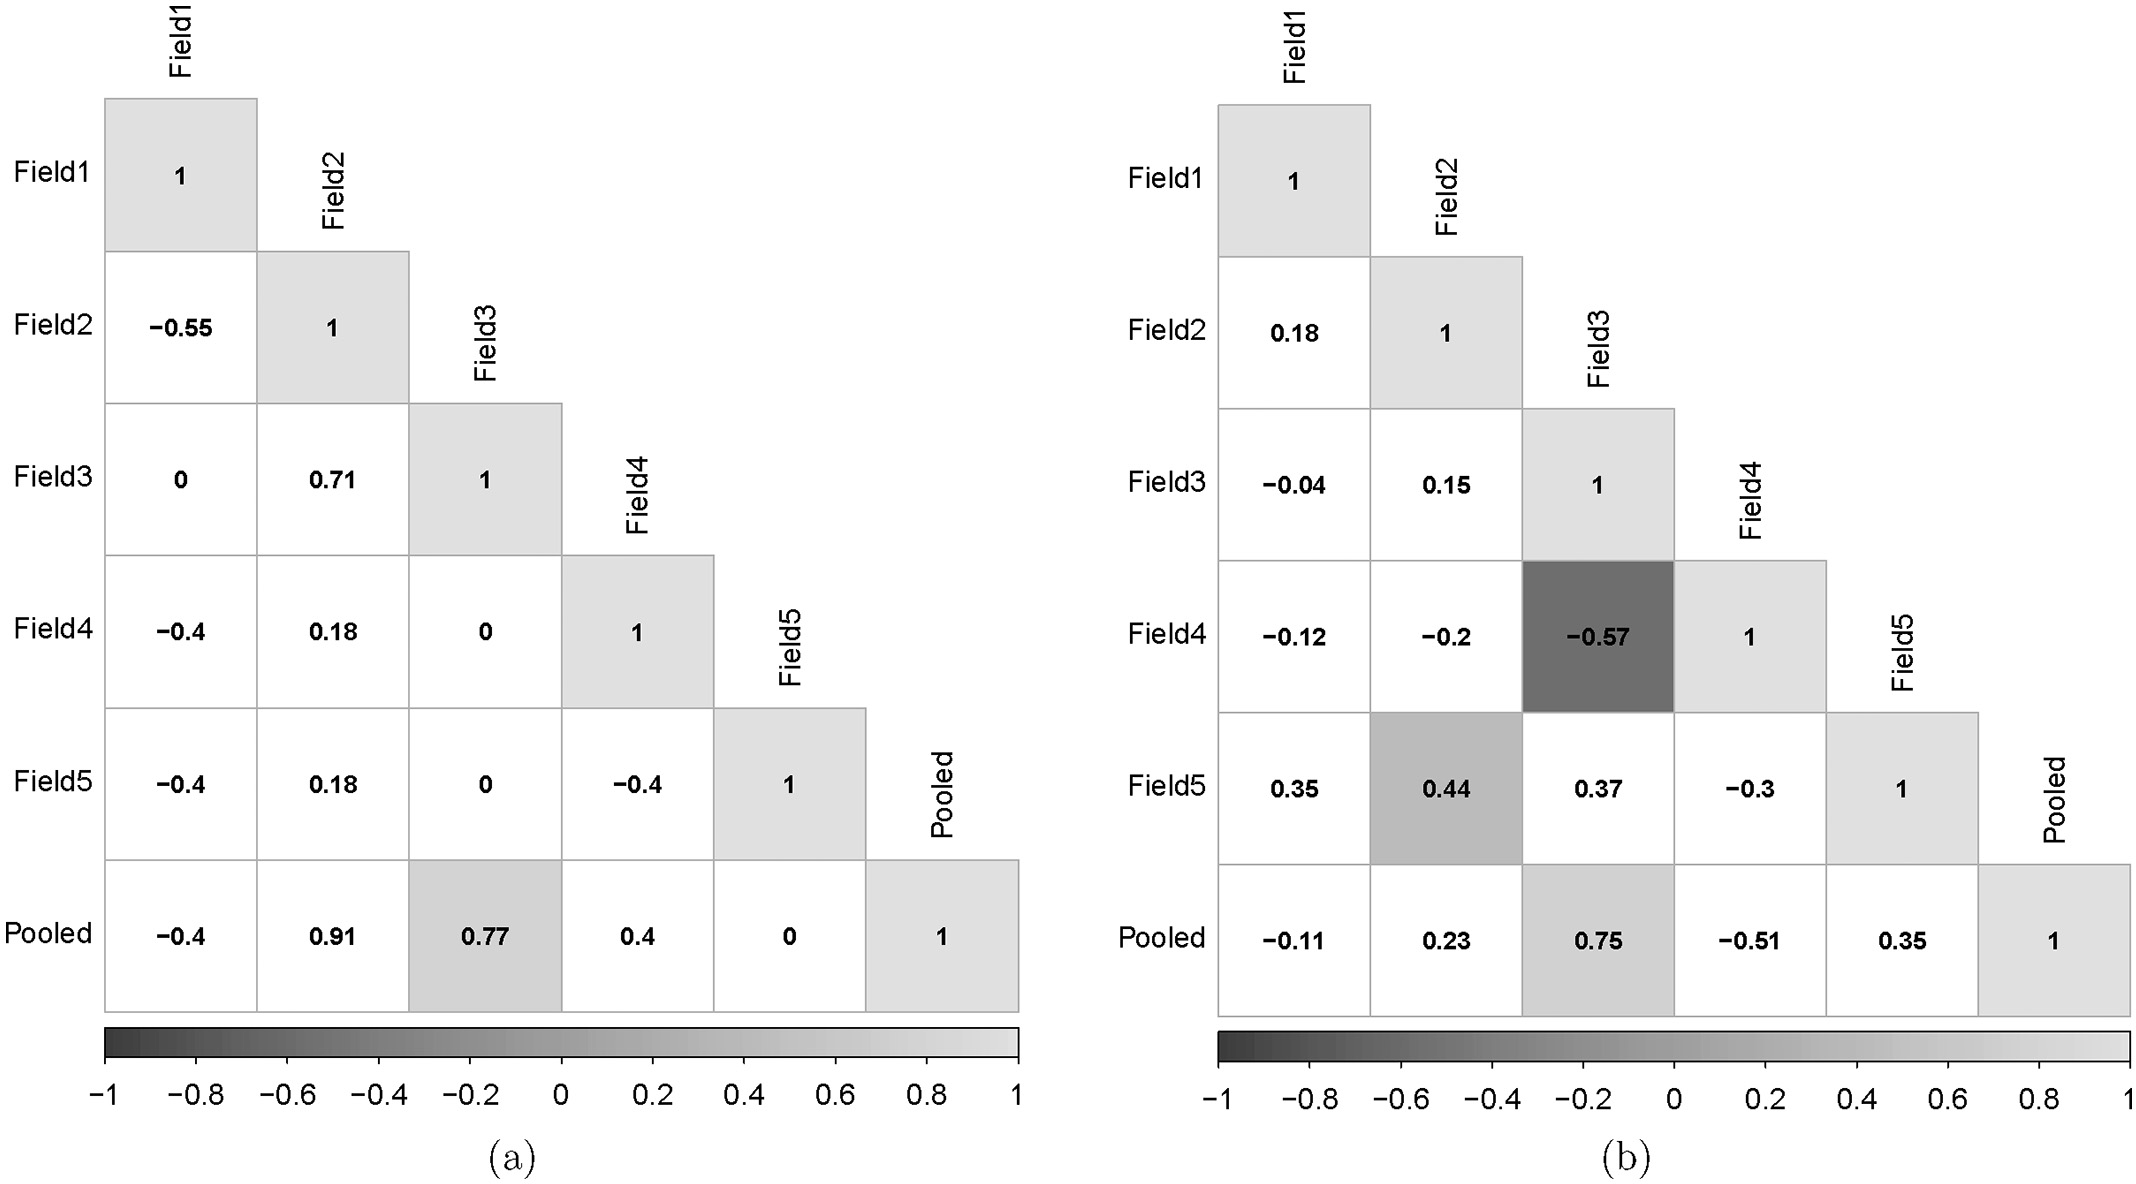 Field1
Field1 1 Field2
Field2 −0.55 1 Field3
Field3 0 0.71 1 Field4
Field4 −0.4 0.18 0 1 Field5
Field5 −0.4 0.18 0 −0.4 1 Pooled
Pooled −0.4 0.91 0.77 0.4 0 1
−1 −0.8 −0.6 −0.4 −0.2 0 0.2 0.4 0.6 0.8 1
(a)
Field1
Field1 1 Field2
Field2 0.18 1 Field3
Field3 −0.04 0.15 1 Field4
Field4 −0.12 −0.2 −0.57 1 Field5
Field5 0.35 0.44 0.37 −0.3 1 Pooled
Pooled −0.11 0.23 0.75 −0.51 0.35 1
−1 −0.8 −0.6 −0.4 −0.2 0 0.2 0.4 0.6 0.8 1
(b)